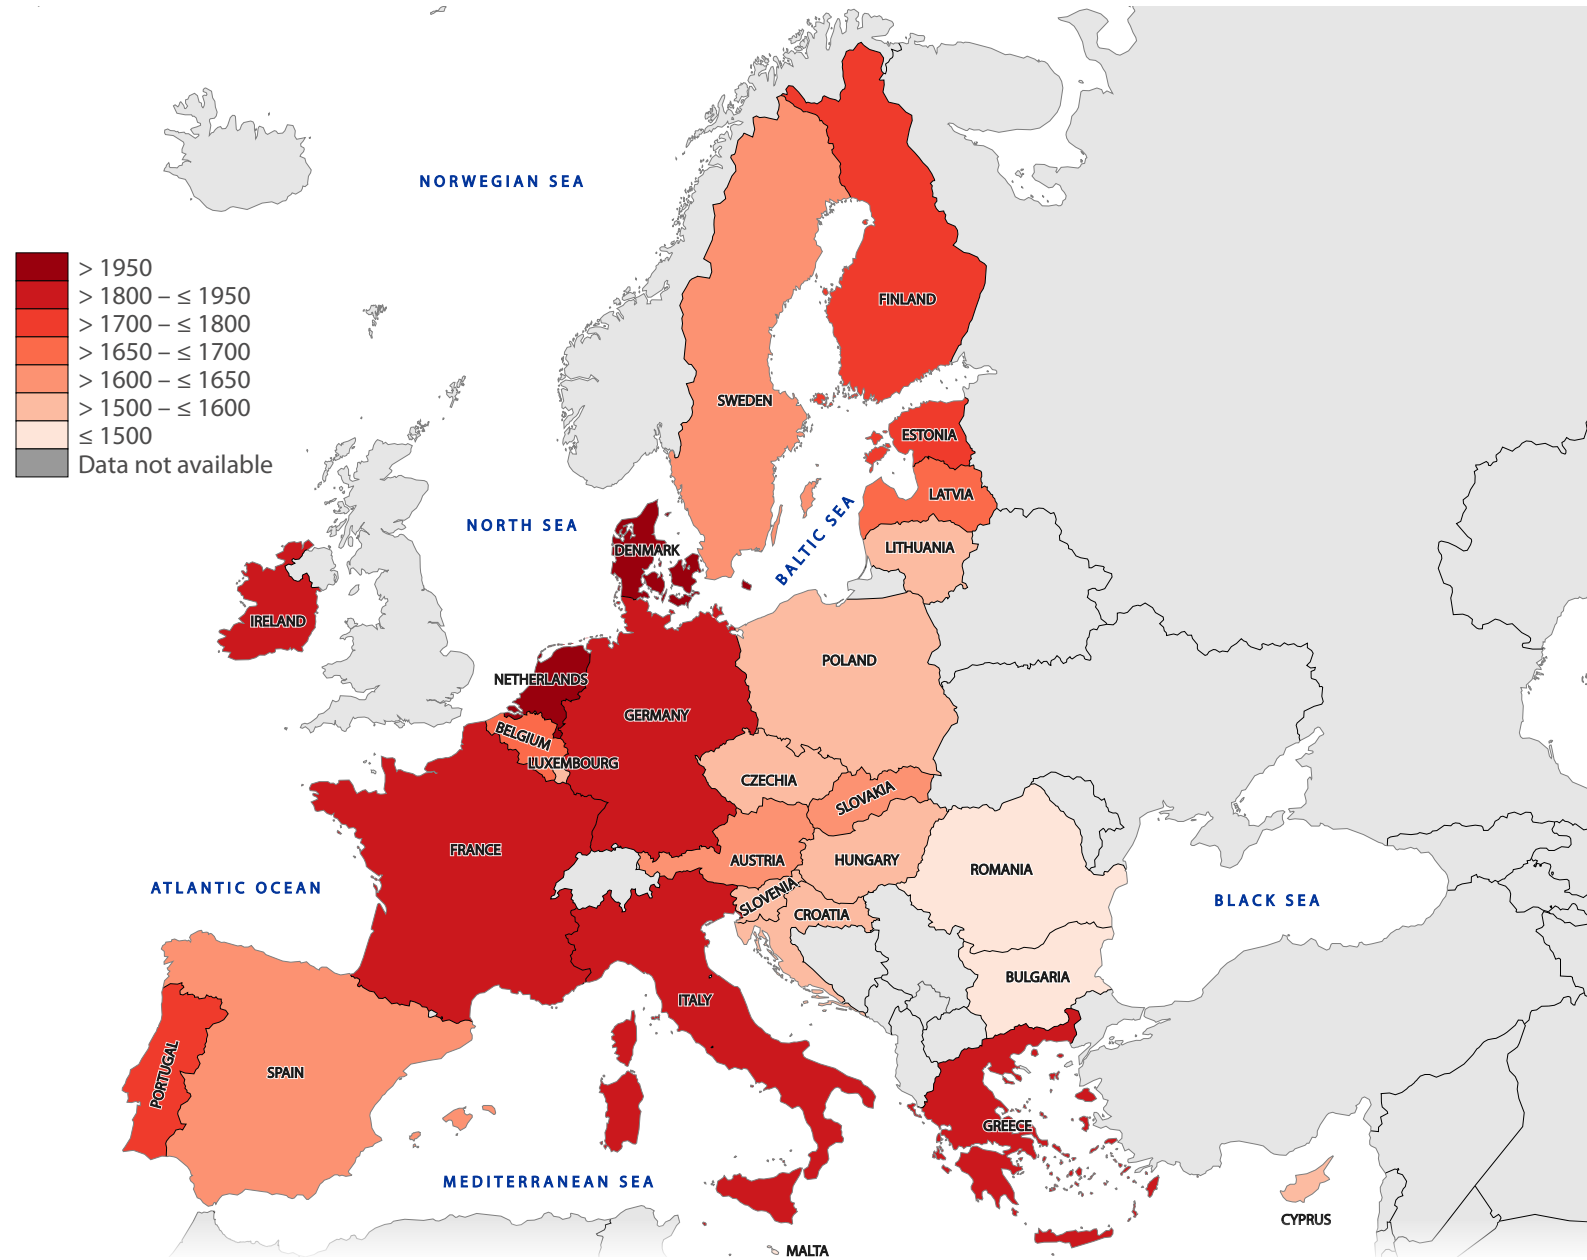 NORWEGIAN SEA
> 1950
> 1800 – ≤ 1950
> 1700 – ≤ 1800
> 1650 – ≤ 1700
> 1600 – ≤ 1650
> 1500 – ≤ 1600
≤ 1500
Data not available
FINLAND
SWEDEN
ESTONIA
LATVIA
NORTH SEA
BALTIC SEA
LITHUANIA
DENMARK
IRELAND
POLAND
NETHERLANDS
GERMANY
BELGIUM
LUXEMBOURG
CZECHIA
SLOVAKIA
FRANCE
AUSTRIA
HUNGARY
ROMANIA
ATLANTIC OCEAN
SLOVENIA
CROATIA
BLACK SEA
BULGARIA
ITALY
PORTUGAL
SPAIN
GREECE
MEDITERRANEAN SEA
CYPRUS
MALTA